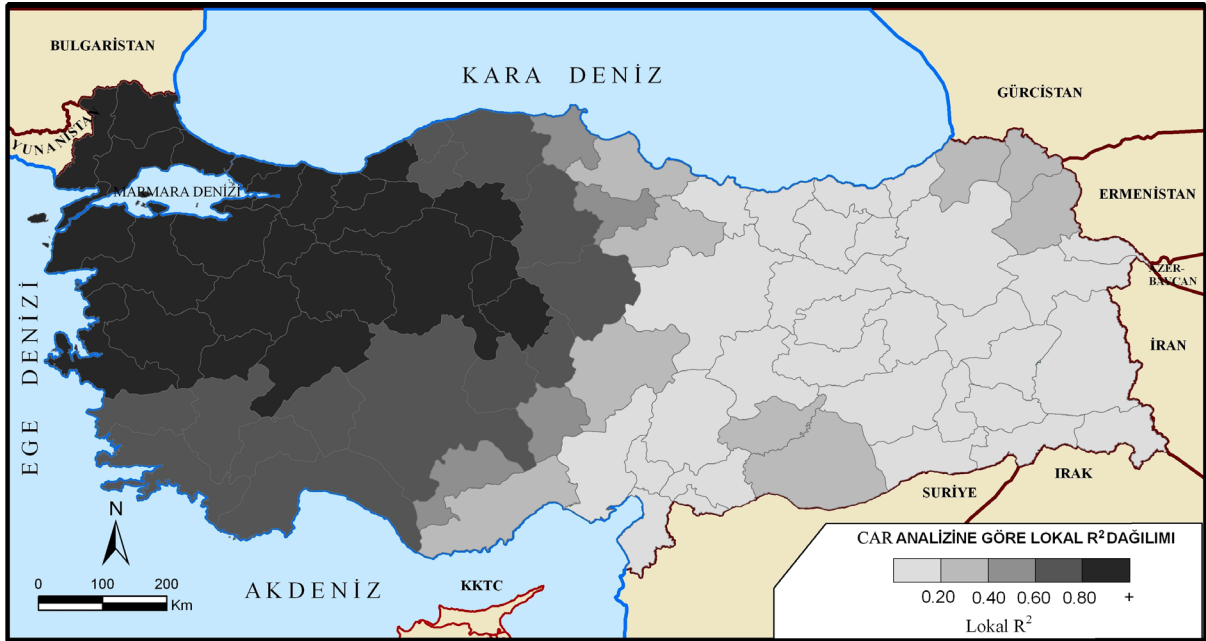 BULGARİSTAN
KARA DENİZ
GÜRCİSTAN
YUNANİSTAN
MARMARA DENİZİ
ERMENİSTAN
AZER-
BAYCAN
İRAN
EGE DENİZİ
N
0 100 200
Km
AKDENİZ
KKTC
SURİYE
IRAK
CAR ANALİZİNE GÖRE LOKAL R² DAĞILIMI
0.20 0.40 0.60 0.80 +
Lokal R²